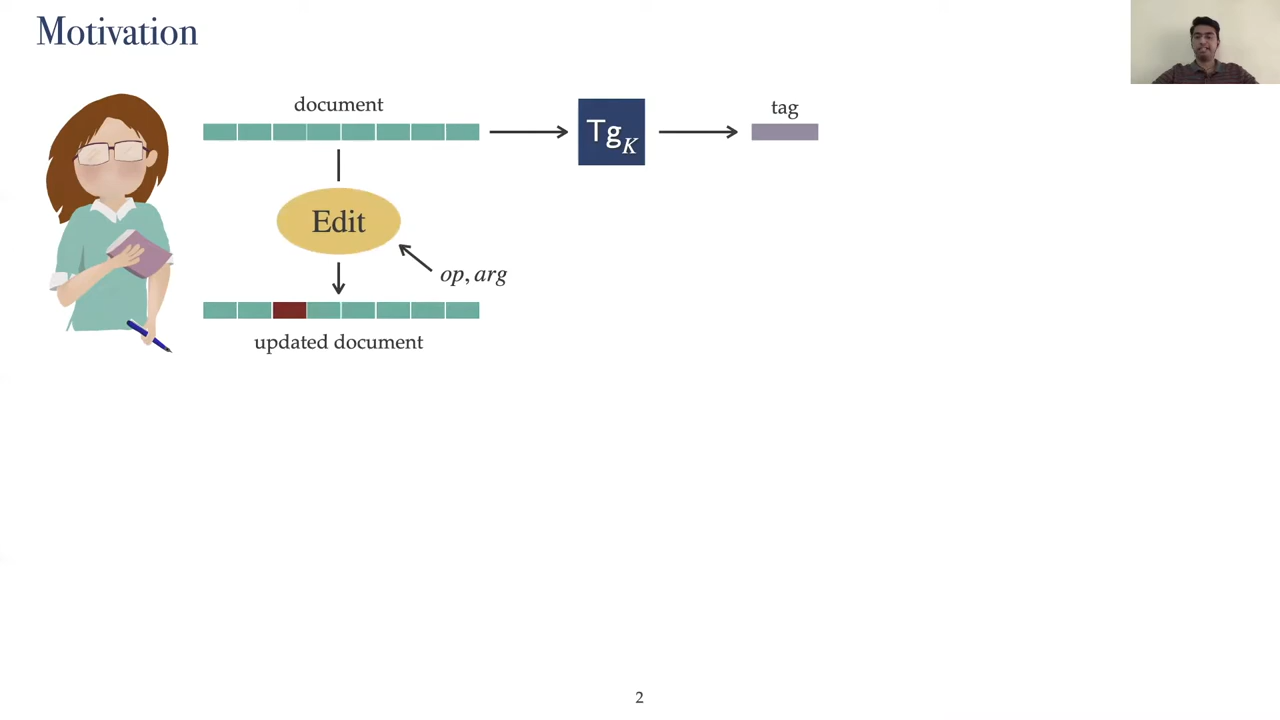 Motivation
document
Tg_K
tag
Edit
op, arg
updated document
2